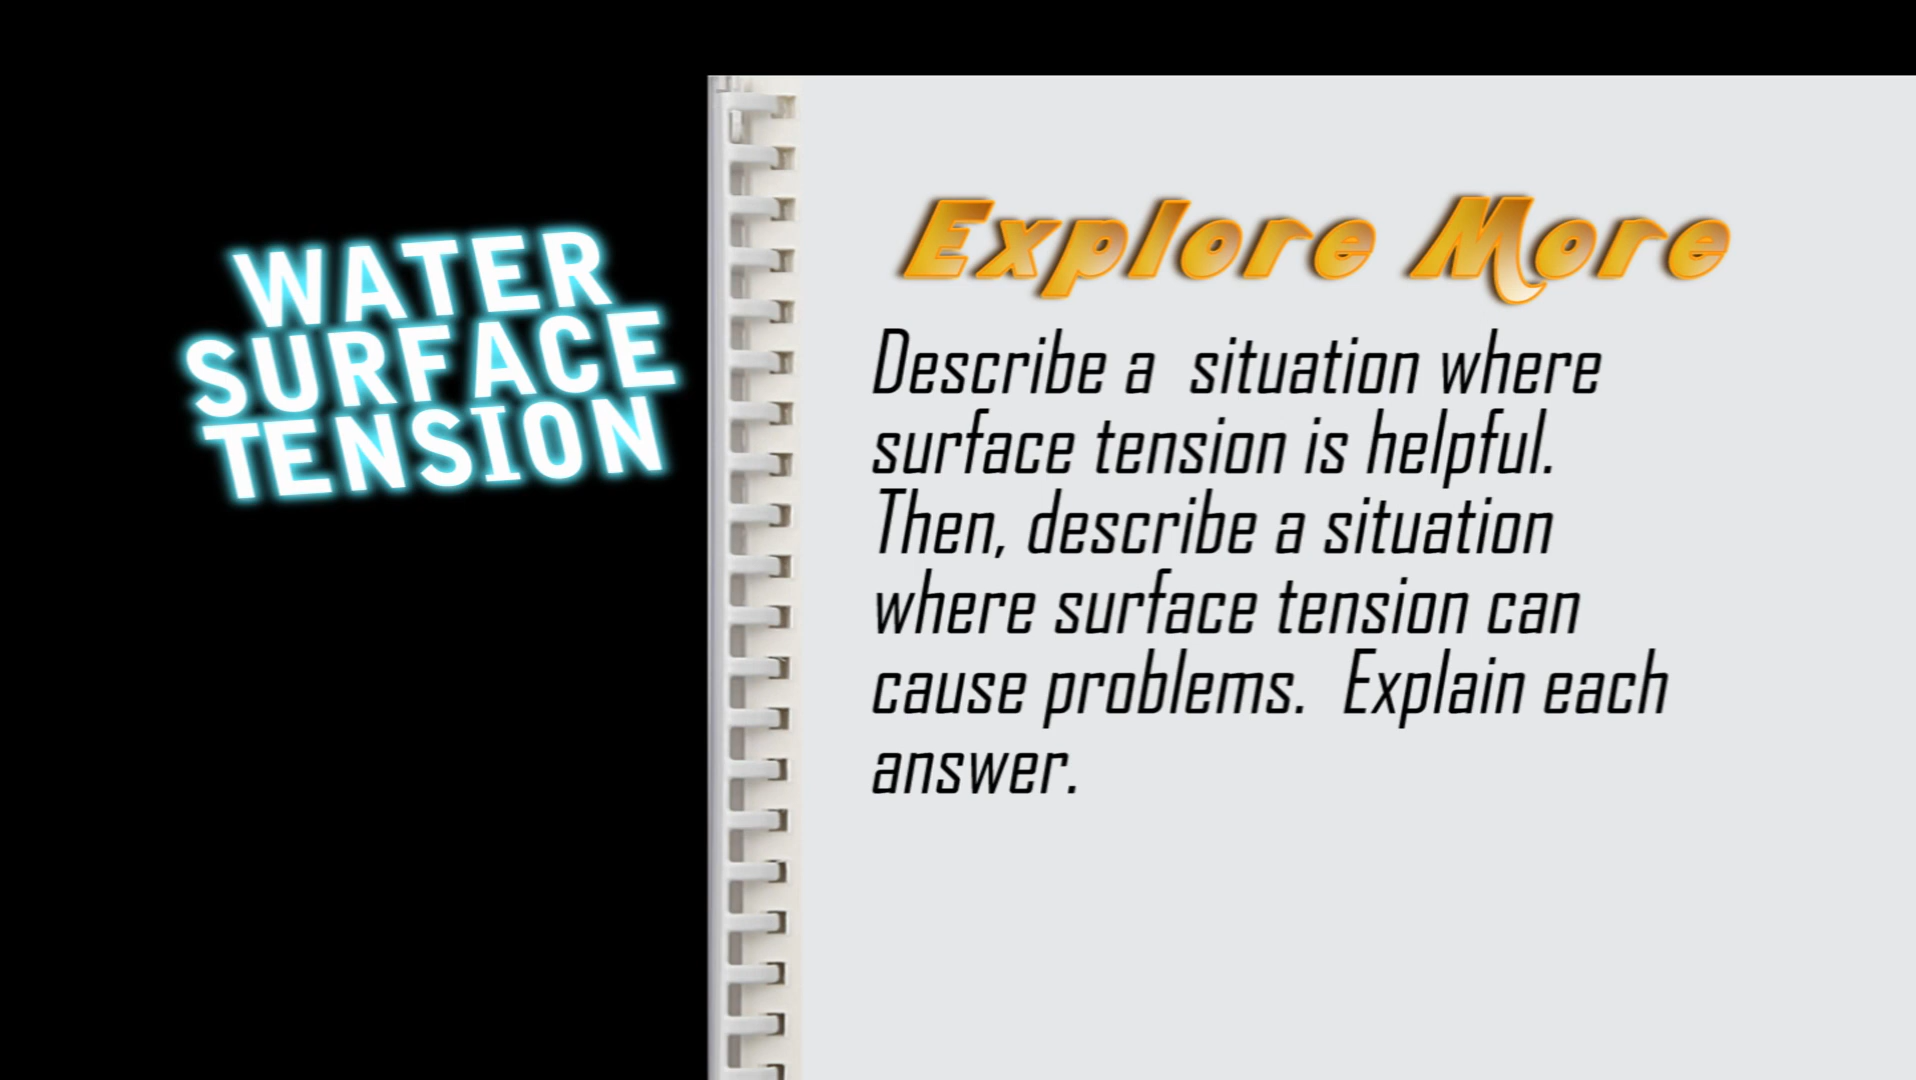 WATER
SURFACE
TENSION
Explore More
Describe a situation where
surface tension is helpful.
Then, describe a situation
where surface tension can
cause problems. Explain each
answer.